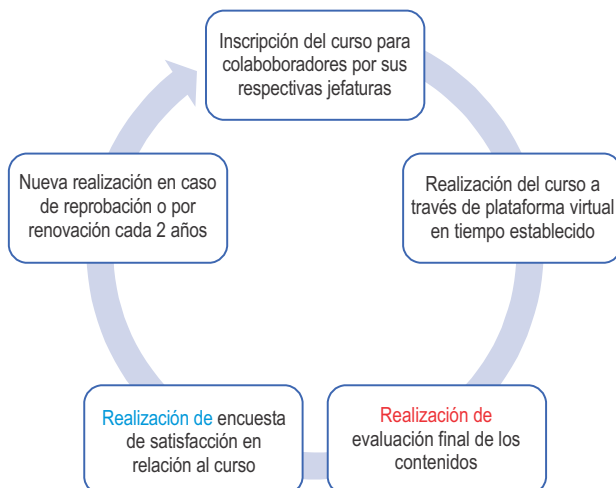 Inscripción del curso para
colaboboradores por sus
respectivas jefaturas
Realización del curso a
través de plataforma virtual
en tiempo establecido
Realización de
evaluación final de los
contenidos
Realización de encuesta
de satisfacción en
relación al curso
Nueva realización en caso
de reprobación o por
renovación cada 2 años